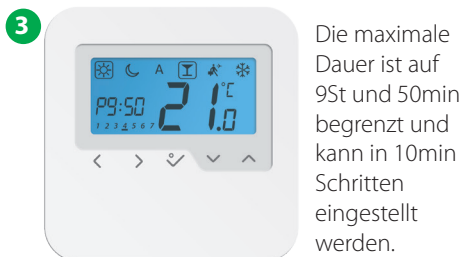 3
A
°C
P9:50 21.0
1 2 3 4 5 6 7
Die maximale
Dauer ist auf
9St und 50min
begrenzt und
kann in 10min
Schritten
eingestellt
werden.